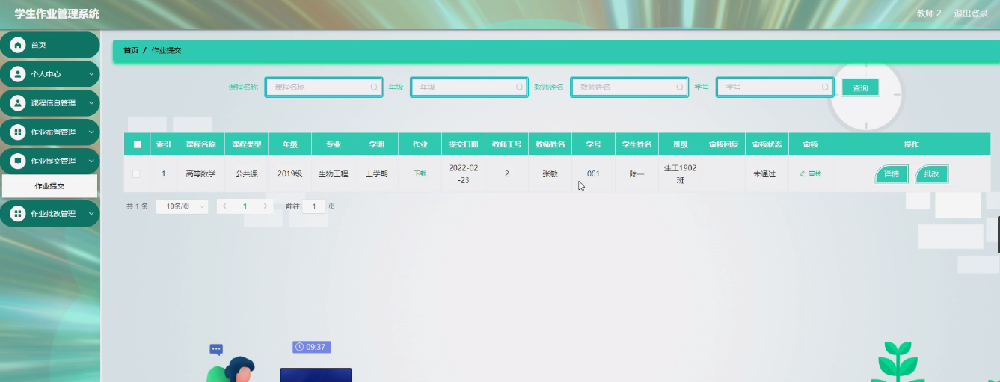 学生作业管理系统
教师 2 退出登录
首页
个人中心
课程信息管理
作业布置管理
作业提交管理
作业提交
作业批改管理
首页 / 作业提交
课程名称 课程名称 年级 年级 教师姓名 教师姓名 学号 学号 查询
索引 课程名称 课程类型 年级 专业 学期 作业 提交日期 教师工号 教师姓名 学号 学生姓名 班级 审核回复 审核状态 审核 操作
1 高等数学 公共课 2019级 生物工程 上学期 下载 2022-02-23 2 张敏 001 陈一 生工1902班 未通过 审核 详情 批改
共 1 条 10条/页 1 前往 1 页
09:37